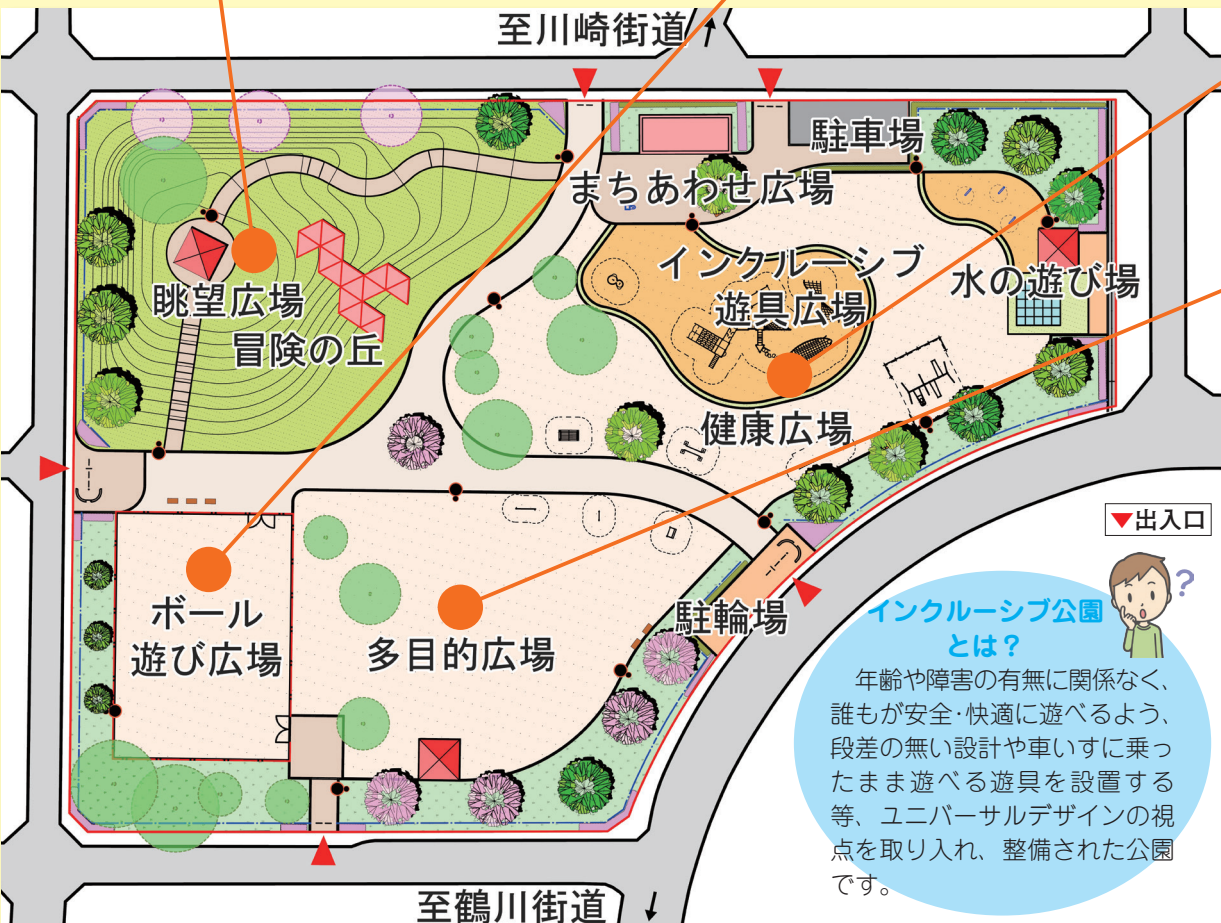 至川崎街道
駐車場
まちあわせ広場
インクルーシブ
遊具広場
水の遊び場
眺望広場
冒険の丘
健康広場
▼出入口
ボール
遊び広場
多目的広場
駐輪場
インクルーシブ公園
とは？
?
年齢や障害の有無に関係なく、
誰もが安全・快適に遊べるよう、
段差の無い設計や車いすに乗っ
たまま遊べる遊具を設置する
等、ユニバーサルデザインの視
点を取り入れ、整備された公園
です。
至鶴川街道